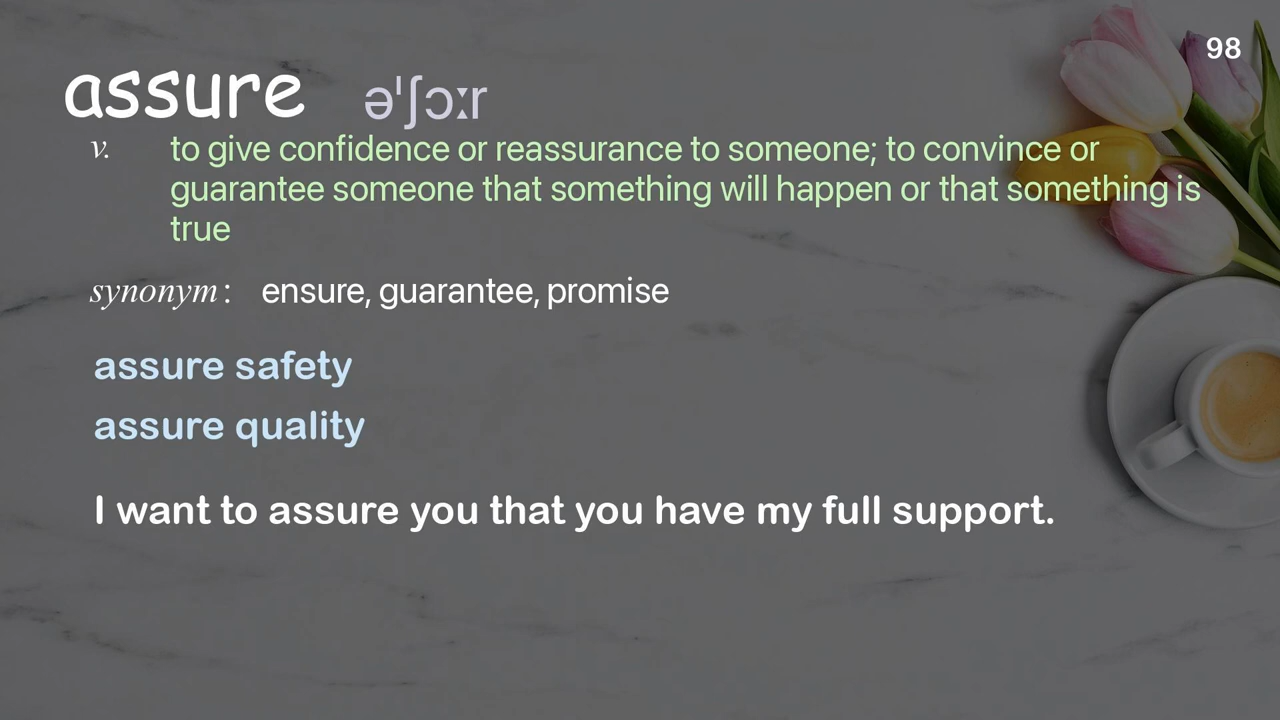 98
assure əˈʃɔːr
v. to give confidence or reassurance to someone; to convince or
guarantee someone that something will happen or that something is
true
synonym: ensure, guarantee, promise
assure safety
assure quality
I want to assure you that you have my full support.